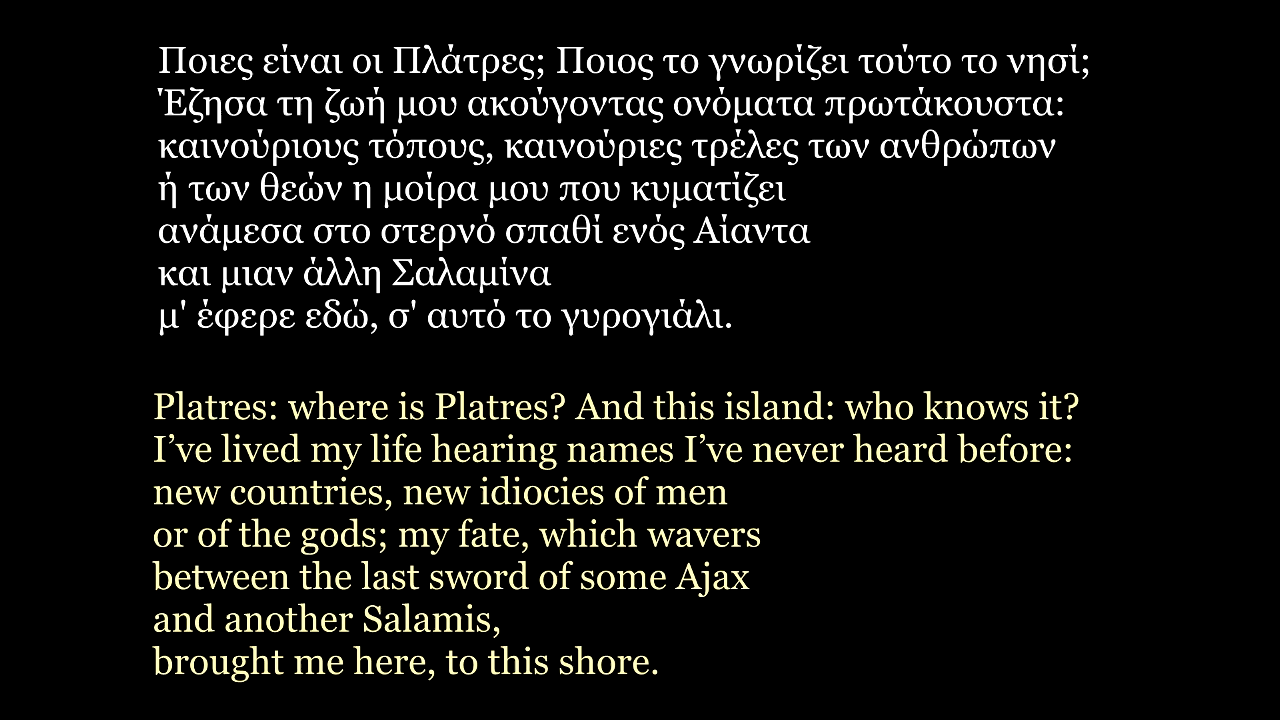 Ποιες είναι οι Πλάτρες; Ποιος το γνωρίζει τούτο το νησί;
Έζησα τη ζωή μου ακούγοντας ονόματα πρωτάκουστα:
καινούριους τόπους, καινούριες τρέλες των ανθρώπων
ή των θεών η μοίρα μου που κυματίζει
ανάμεσα στο στερνό σπαθί ενός Αίαντα
και μιαν άλλη Σαλαμίνα
μ' έφερε εδώ, σ' αυτό το γυρογιάλι.
Platres: where is Platres? And this island: who knows it?
I’ve lived my life hearing names I’ve never heard before:
new countries, new idiocies of men
or of the gods; my fate, which wavers
between the last sword of some Ajax
and another Salamis,
brought me here, to this shore.